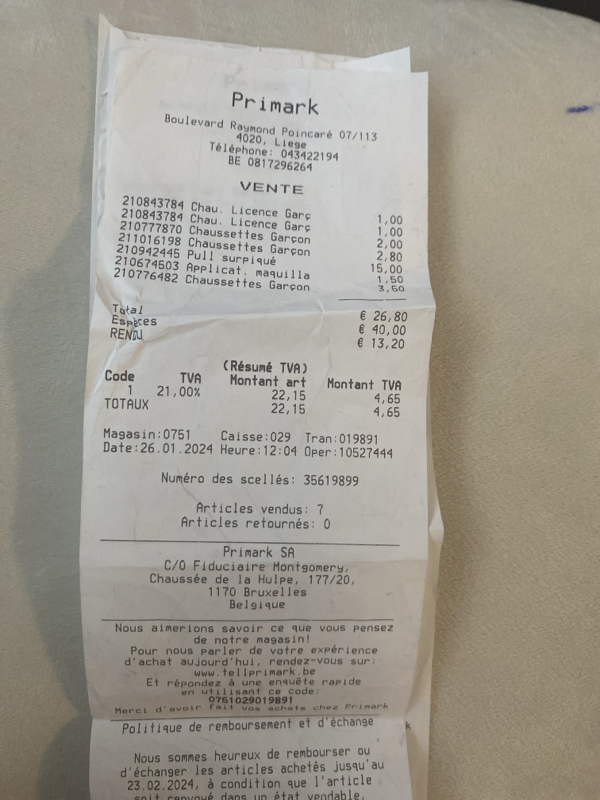 Primark
Boulevard Raymond Poincaré 07/113
4020, Liege
Téléphone: 043422194
BE 0817296264
VENTE
210843784 Chau. Licence Garç 1,00
210843784 Chau. Licence Garç 1,00
210777870 Chaussettes Garçon 2,00
211016198 Chaussettes Garçon 2,80
210942445 Pull surpiqué 15,00
210674503 Applicat. maquilla 1,50
210776482 Chaussettes Garçon 3,50
Total € 26,80
Espèces € 40,00
RENDU € 13,20
(Résumé TVA)
Code TVA Montant art Montant TVA
1 21,00% 22,15 4,65
TOTAUX 22,15 4,65
Magasin:0751 Caisse:029 Tran:019891
Date:26.01.2024 Heure:12:04 Oper:10527444
Numéro des scellés: 35619899
Articles vendus: 7
Articles retournés: 0
Primark SA
C/O Fiduciaire Montgomery,
Chaussée de la Hulpe, 177/20,
1170 Bruxelles
Belgique
Nous aimerions savoir ce que vous pensez
de notre magasin!
Pour nous parler de votre expérience
d'achat aujourd'hui, rendez-vous sur:
www.tellprimark.be
Et répondez à une enquête rapide
en utilisant ce code:
0751029019891
Merci d'avoir fait vos achats chez Primark
Politique de remboursement et d'échange
k
Nous sommes heureux de rembourser ou
d'échanger les articles achetés jusqu'au
23.02.2024, à condition que l'article
soit renvoyé dans un état vendable,